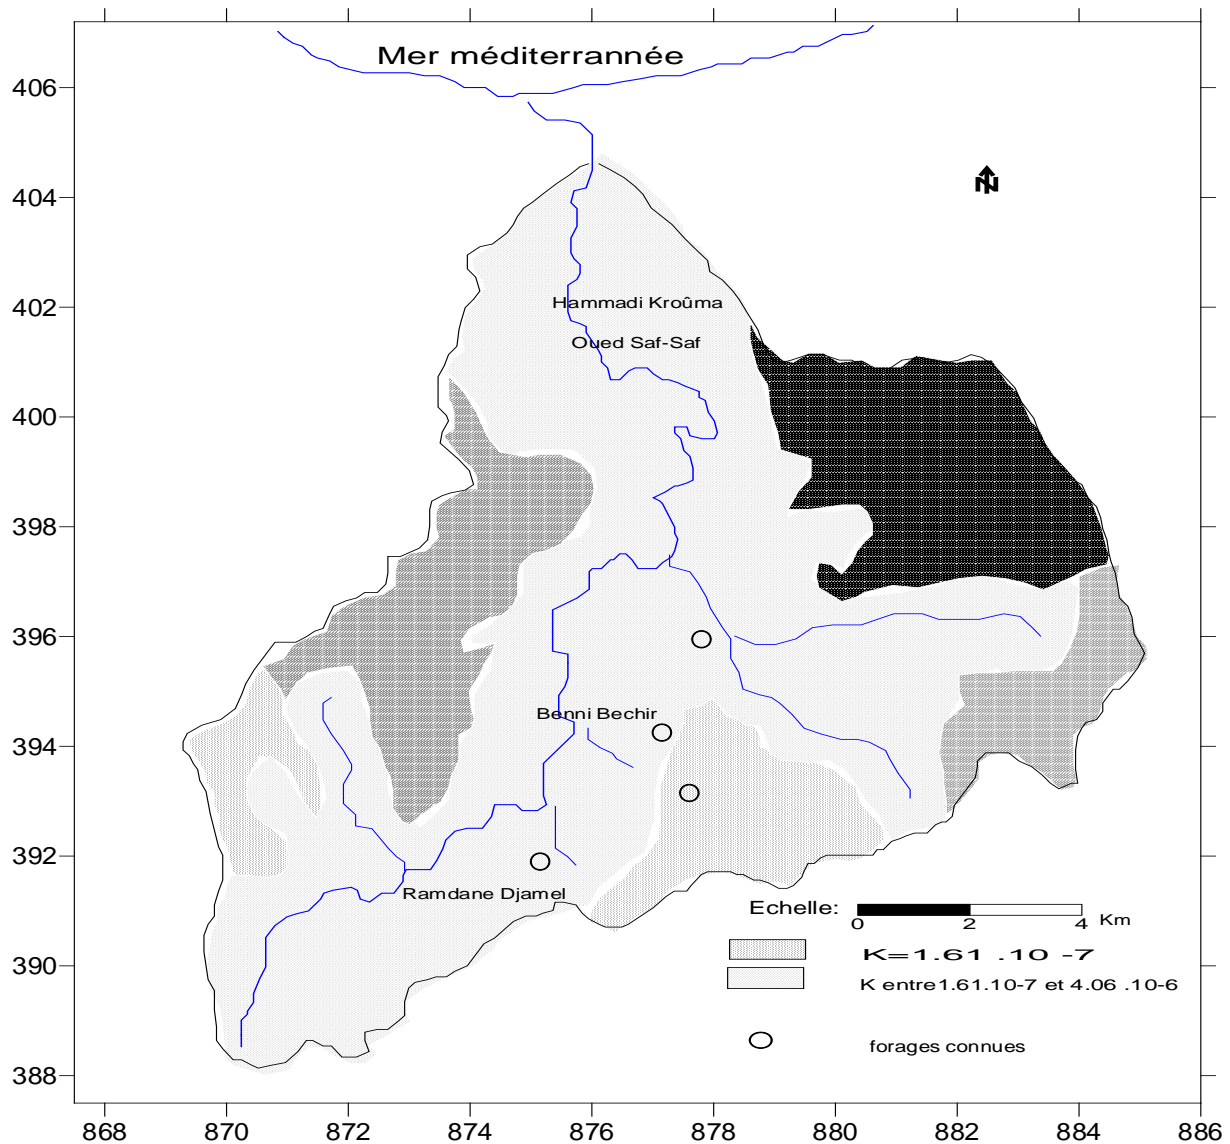 Mer méditerrannée
406
404
402
400
398
396
394
392
390
388
N
Hammadi Kroûma
Oued Saf-Saf
Benni Bechir
Ramdane Djamel
Echelle:
0 2 4 Km
K=1.61 .10 -7
K entre1.61.10-7 et 4.06 .10-6
forages connues
868 870 872 874 876 878 880 882 884 886